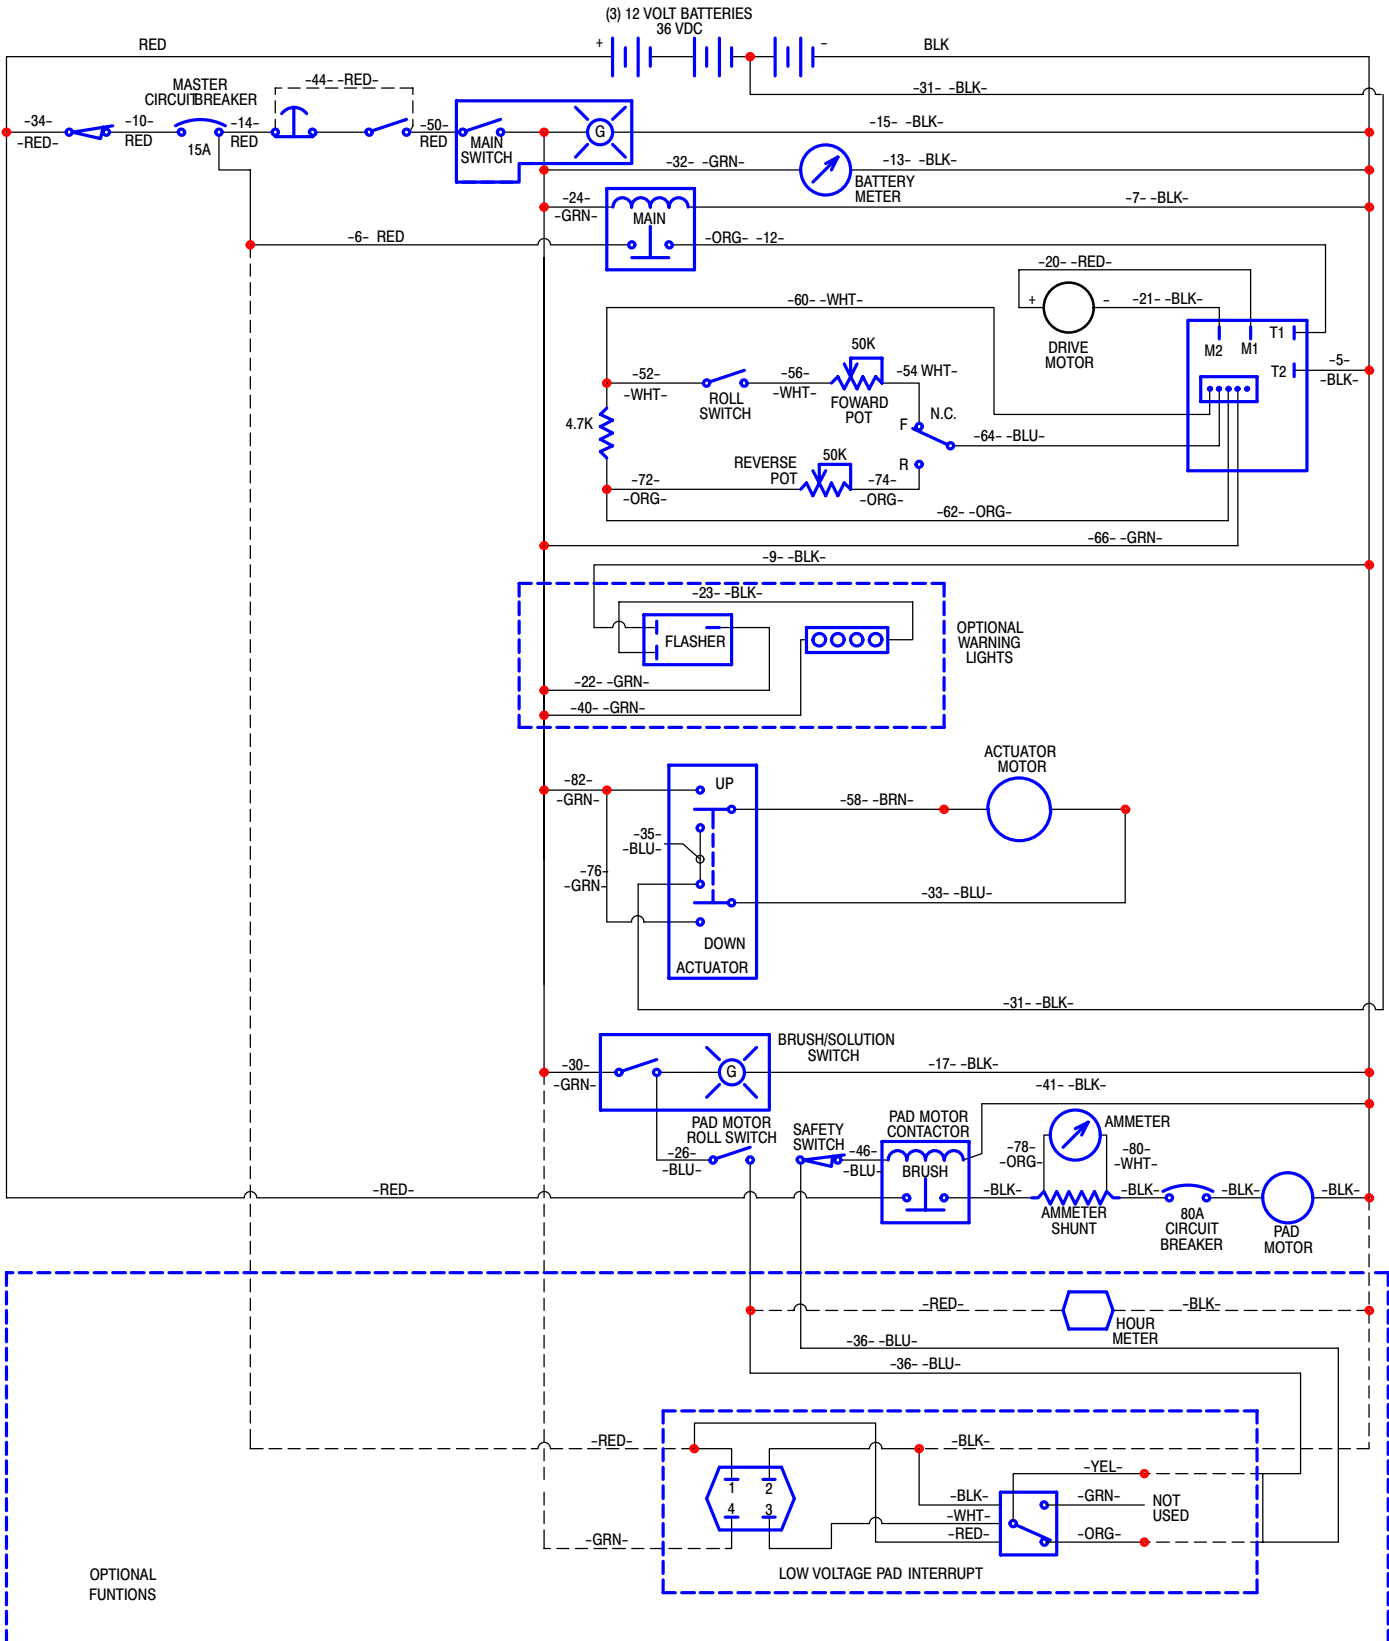 (3) 12 VOLT BATTERIES
36 VDC
RED
+
-
BLK
-31- -BLK-
MASTER
CIRCUITBREAKER
-44- -RED-
-34-
-RED-
-10-
RED
15A
-14-
RED
-50-
RED
MAIN
SWITCH
G
-15- -BLK-
-32- -GRN-
-13- -BLK-
BATTERY
METER
-24-
-GRN-
MAIN
-7- -BLK-
-6- RED
-ORG- -12-
-20- -RED-
+
-
-21- -BLK-
DRIVE
MOTOR
-60- -WHT-
M2
M1
T1
T2
-5-
-BLK-
50K
-52-
-WHT-
ROLL
SWITCH
-56-
-WHT-
FOWARD
POT
-54 WHT-
4.7K
F
N.C.
-64- -BLU-
REVERSE
POT
50K
R
-72-
-ORG-
-74-
-ORG-
-62- -ORG-
-66- -GRN-
-9- -BLK-
-23- -BLK-
FLASHER
OPTIONAL
WARNING
LIGHTS
-22- -GRN-
-40- -GRN-
ACTUATOR
MOTOR
-82-
-GRN-
UP
-58- -BRN-
-35-
-BLU-
-76-
-GRN-
-33- -BLU-
DOWN
ACTUATOR
-31- -BLK-
BRUSH/SOLUTION
SWITCH
-30-
-GRN-
G
-17- -BLK-
-41- -BLK-
PAD MOTOR
ROLL SWITCH
SAFETY
SWITCH
PAD MOTOR
CONTACTOR
AMMETER
-26-
-BLU-
-46-
-BLU-
BRUSH
-78-
-ORG-
-80-
-WHT-
-RED-
-BLK-
-BLK-
-BLK-
-BLK-
AMMETER
SHUNT
80A
CIRCUIT
BREAKER
PAD
MOTOR
-RED-
-BLK-
HOUR
METER
-36- -BLU-
-36- -BLU-
-RED-
-BLK-
1
2
4
3
-YEL-
-BLK-
-GRN-
NOT
USED
-WHT-
-RED-
-ORG-
-GRN-
LOW VOLTAGE PAD INTERRUPT
OPTIONAL
FUNTIONS